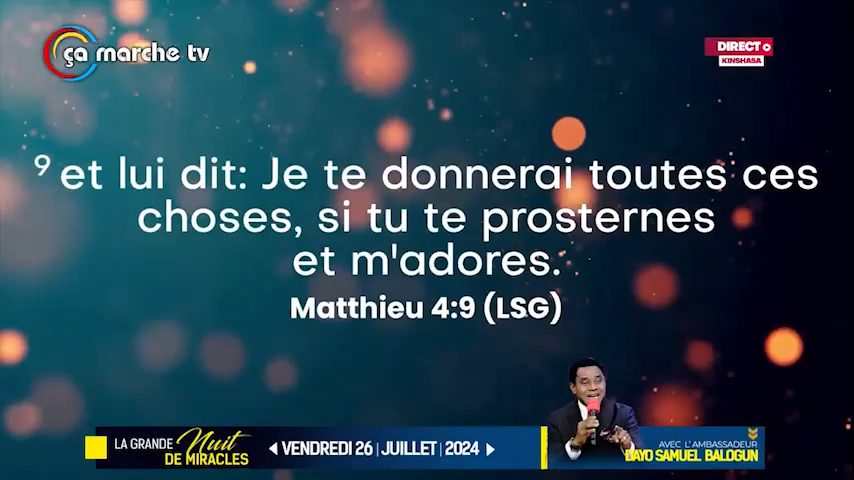 ça marche tv
DIRECT
KINSHASA
9 et lui dit: Je te donnerai toutes ces
choses, si tu te prosternes
et m'adores.
Matthieu 4:9 (LSG)
LA GRANDE Nuit
DE MIRACLES
VENDREDI 26 | JUILLET | 2024
AVEC L'AMBASSADEUR
DAYO SAMUEL BALOGUN